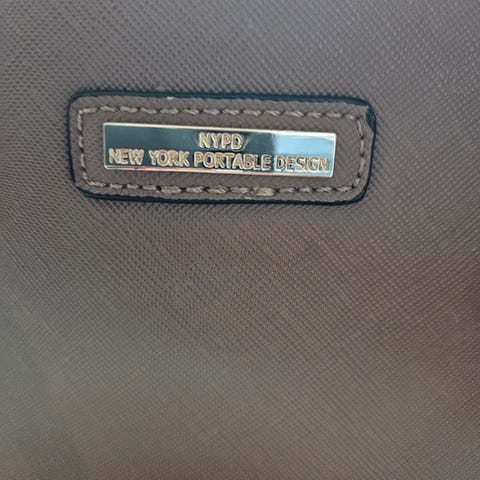 NYPD
NEW YORK PORTABLE DESIGN